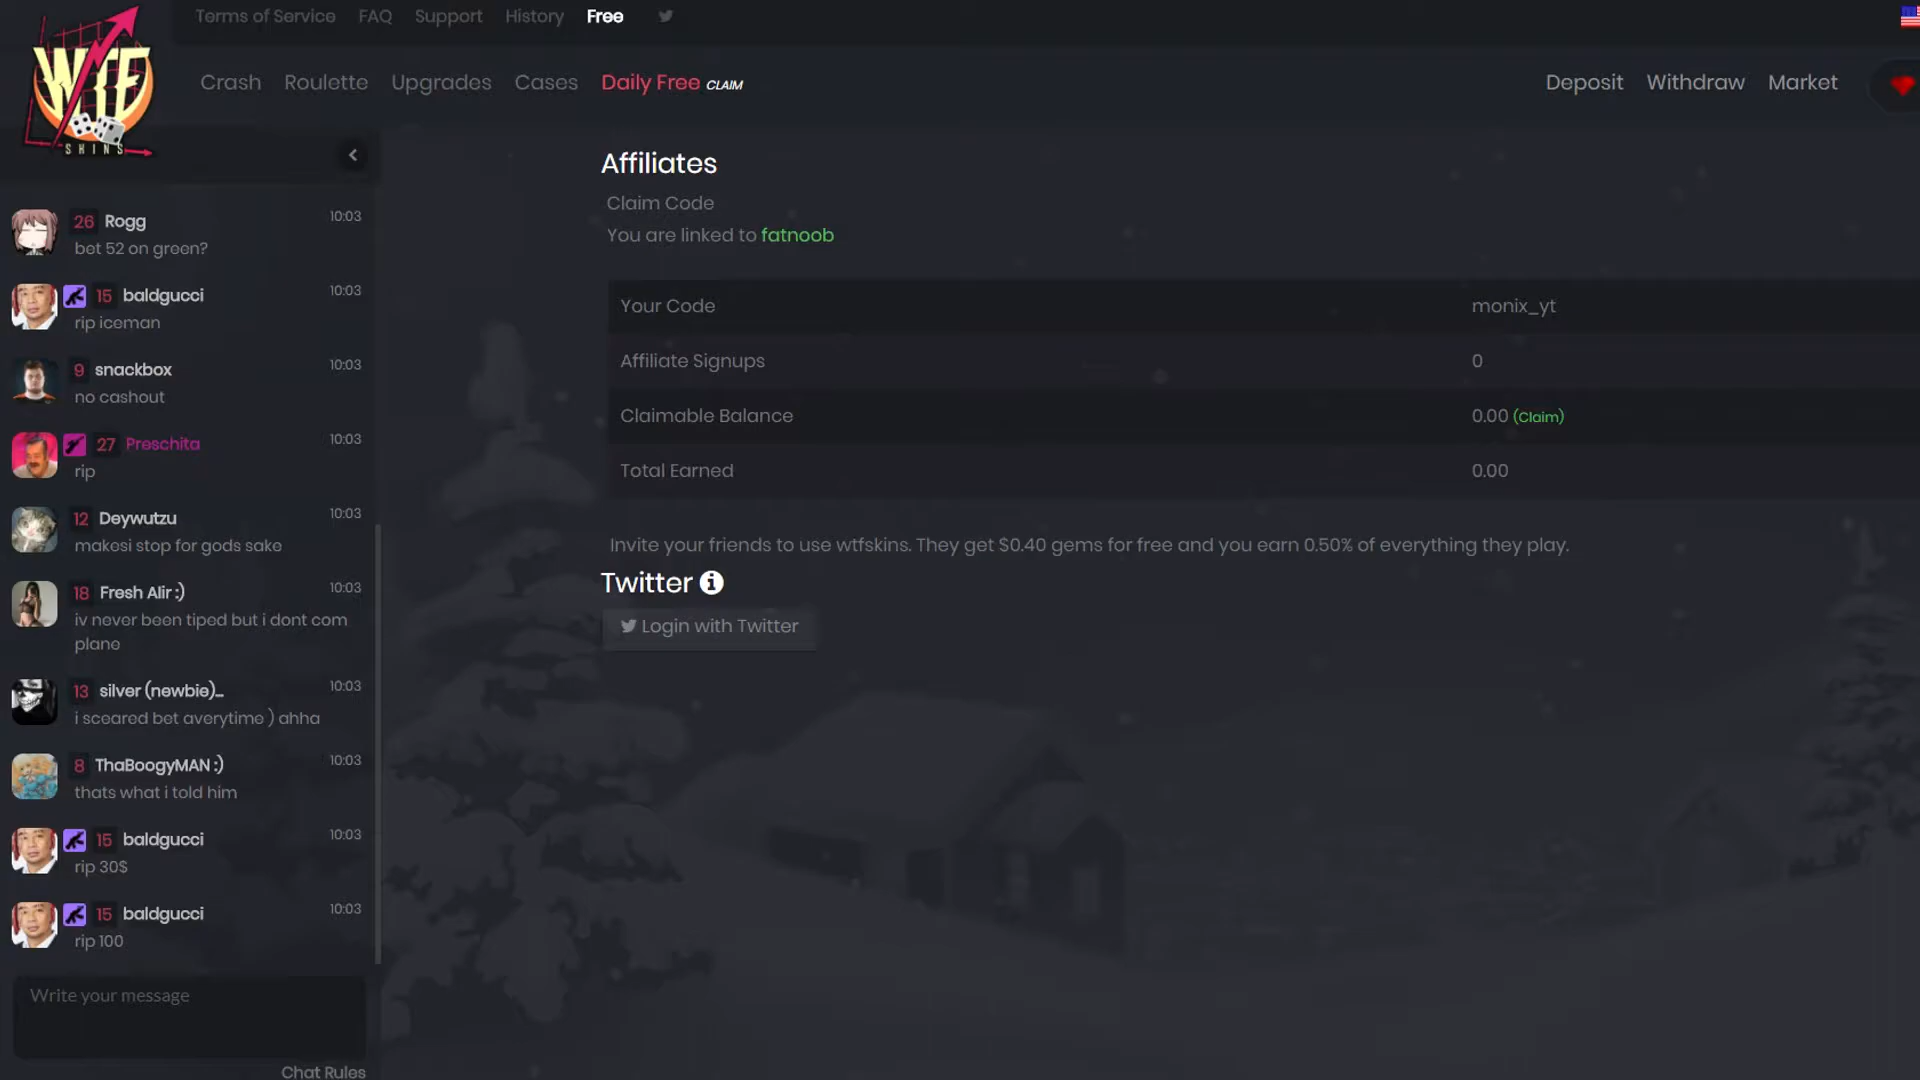 Terms of Service FAQ Support History Free
WTF
SKINS
Crash Roulette Upgrades Cases Daily Free CLAIM
Deposit Withdraw Market
26 Rogg 10:03
bet 52 on green?
15 baldgucci 10:03
rip iceman
9 snackbox 10:03
no cashout
27 Preschita 10:03
rip
12 Deywutzu 10:03
makesi stop for gods sake
18 Fresh Alir :) 10:03
iv never been tiped but i dont com
plane
13 silver (newbie)... 10:03
i sceared bet averytime ) ahha
8 ThaBoogyMAN :) 10:03
thats what i told him
15 baldgucci 10:03
rip 30$
15 baldgucci 10:03
rip 100
Write your message
Chat Rules
Affiliates
Claim Code
You are linked to fatnoob
Your Code monix_yt
Affiliate Signups 0
Claimable Balance 0.00 (Claim)
Total Earned 0.00
Invite your friends to use wtfskins. They get $0.40 gems for free and you earn 0.50% of everything they play.
Twitter
Login with Twitter